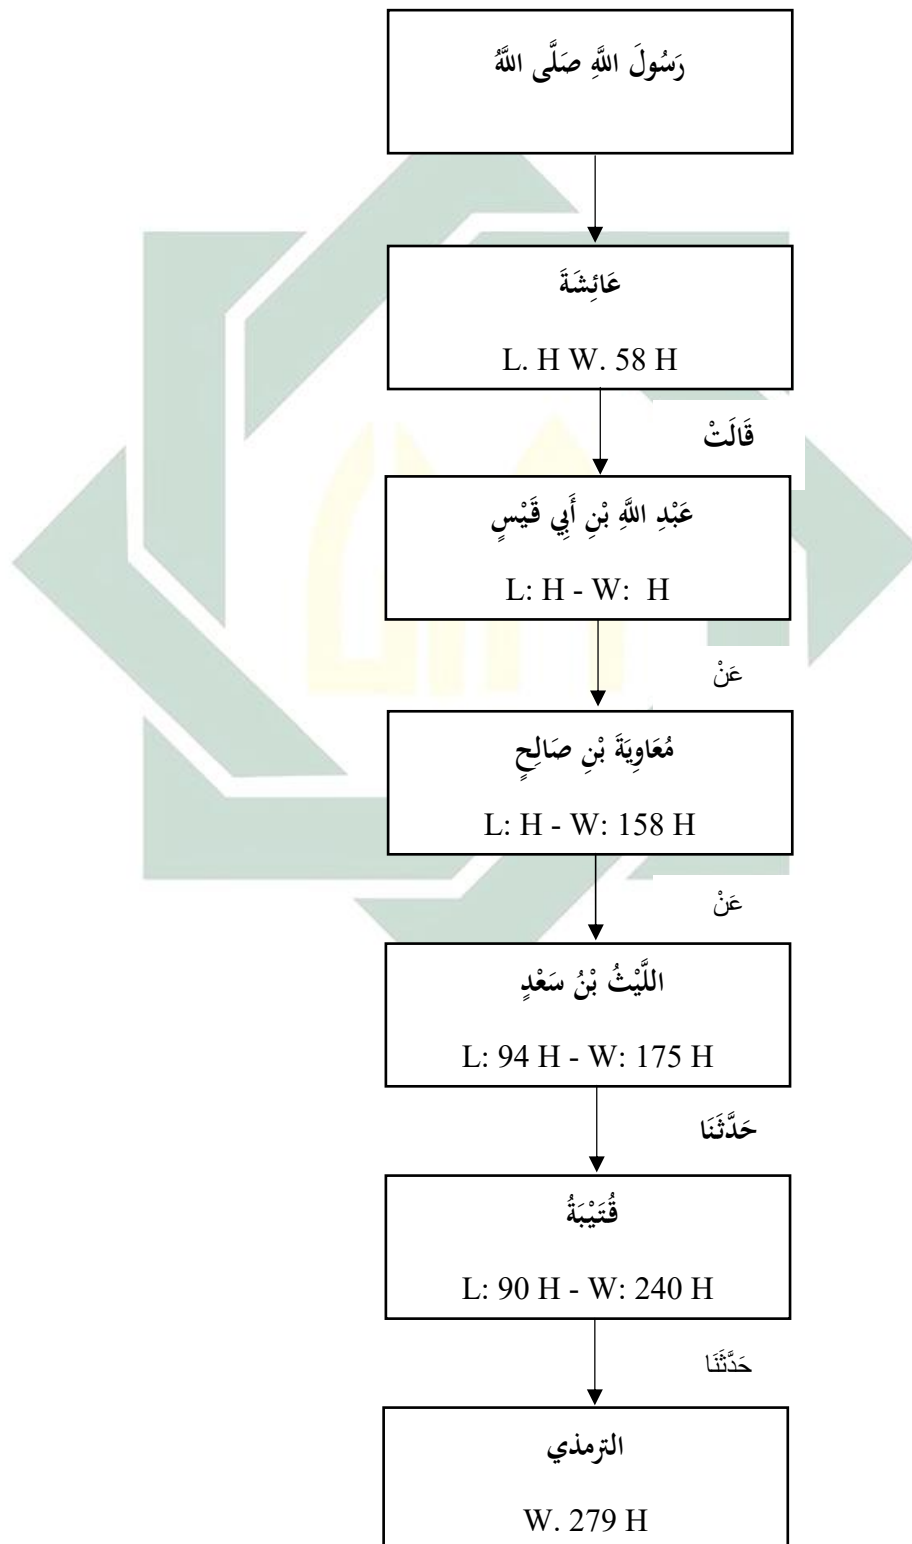 رَسُولَ اللَّهِ صَلَّى اللَّهُ
عَائِشَةَ
L. H W. 58 H
قَالَتْ
عَبْدِ اللَّهِ بْنِ أَبِي قَيْسٍ
L: H - W: H
عَنْ
مُعَاوِيَةَ بْنِ صَالِحٍ
L: H - W: 158 H
عَنْ
اللَّيْثُ بْنُ سَعْدٍ
L: 94 H - W: 175 H
حَدَّثَنَا
قُتَيْبَةُ
L: 90 H - W: 240 H
حَدَّثَنَا
الترمذي
W. 279 H